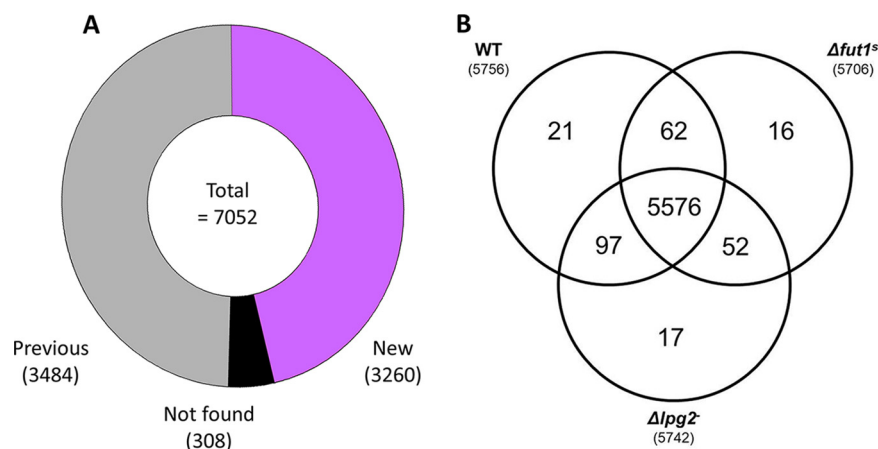 A
Total
= 7052
Previous
(3484)
New
(3260)
Not found
(308)
B
WT
(5756)
Δfut1ˢ
(5706)
21
62
16
5576
97
52
17
Δlpg2⁻
(5742)